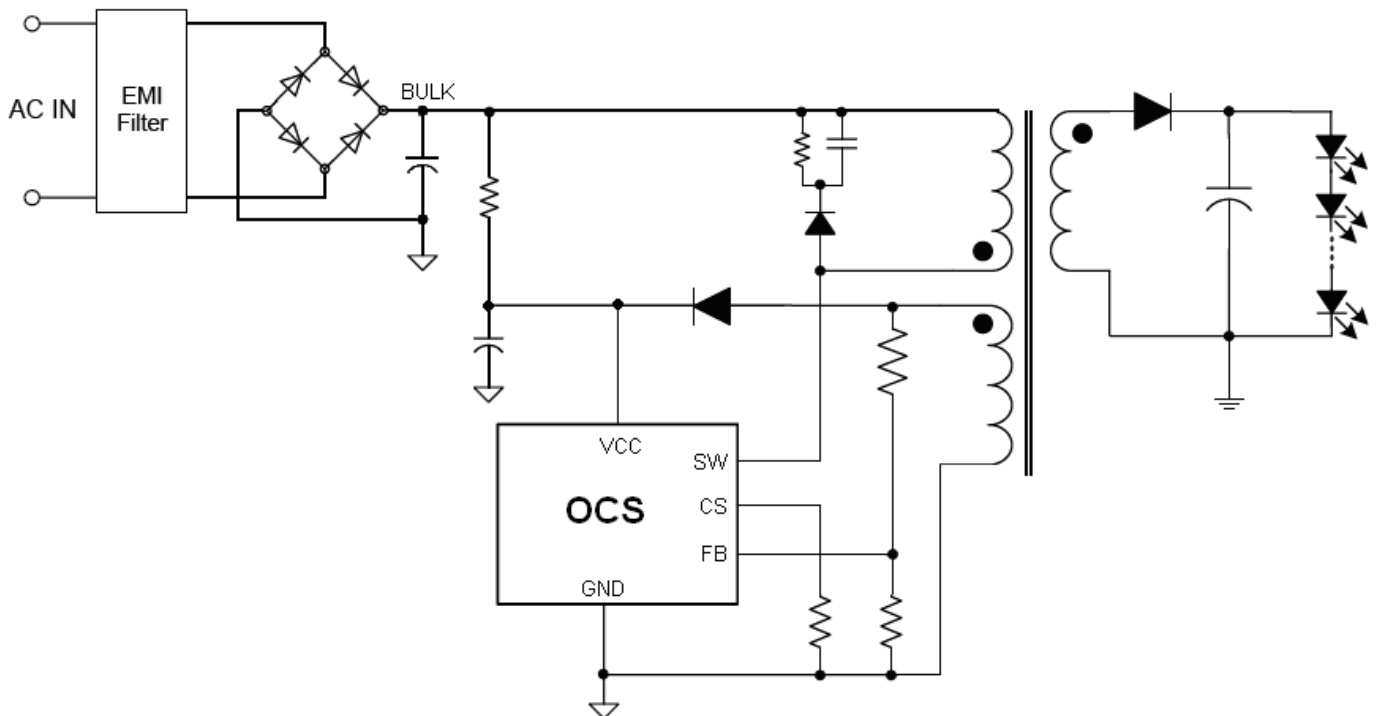 AC IN
EMI
Filter
BULK
VCC
SW
OCS
CS
FB
GND